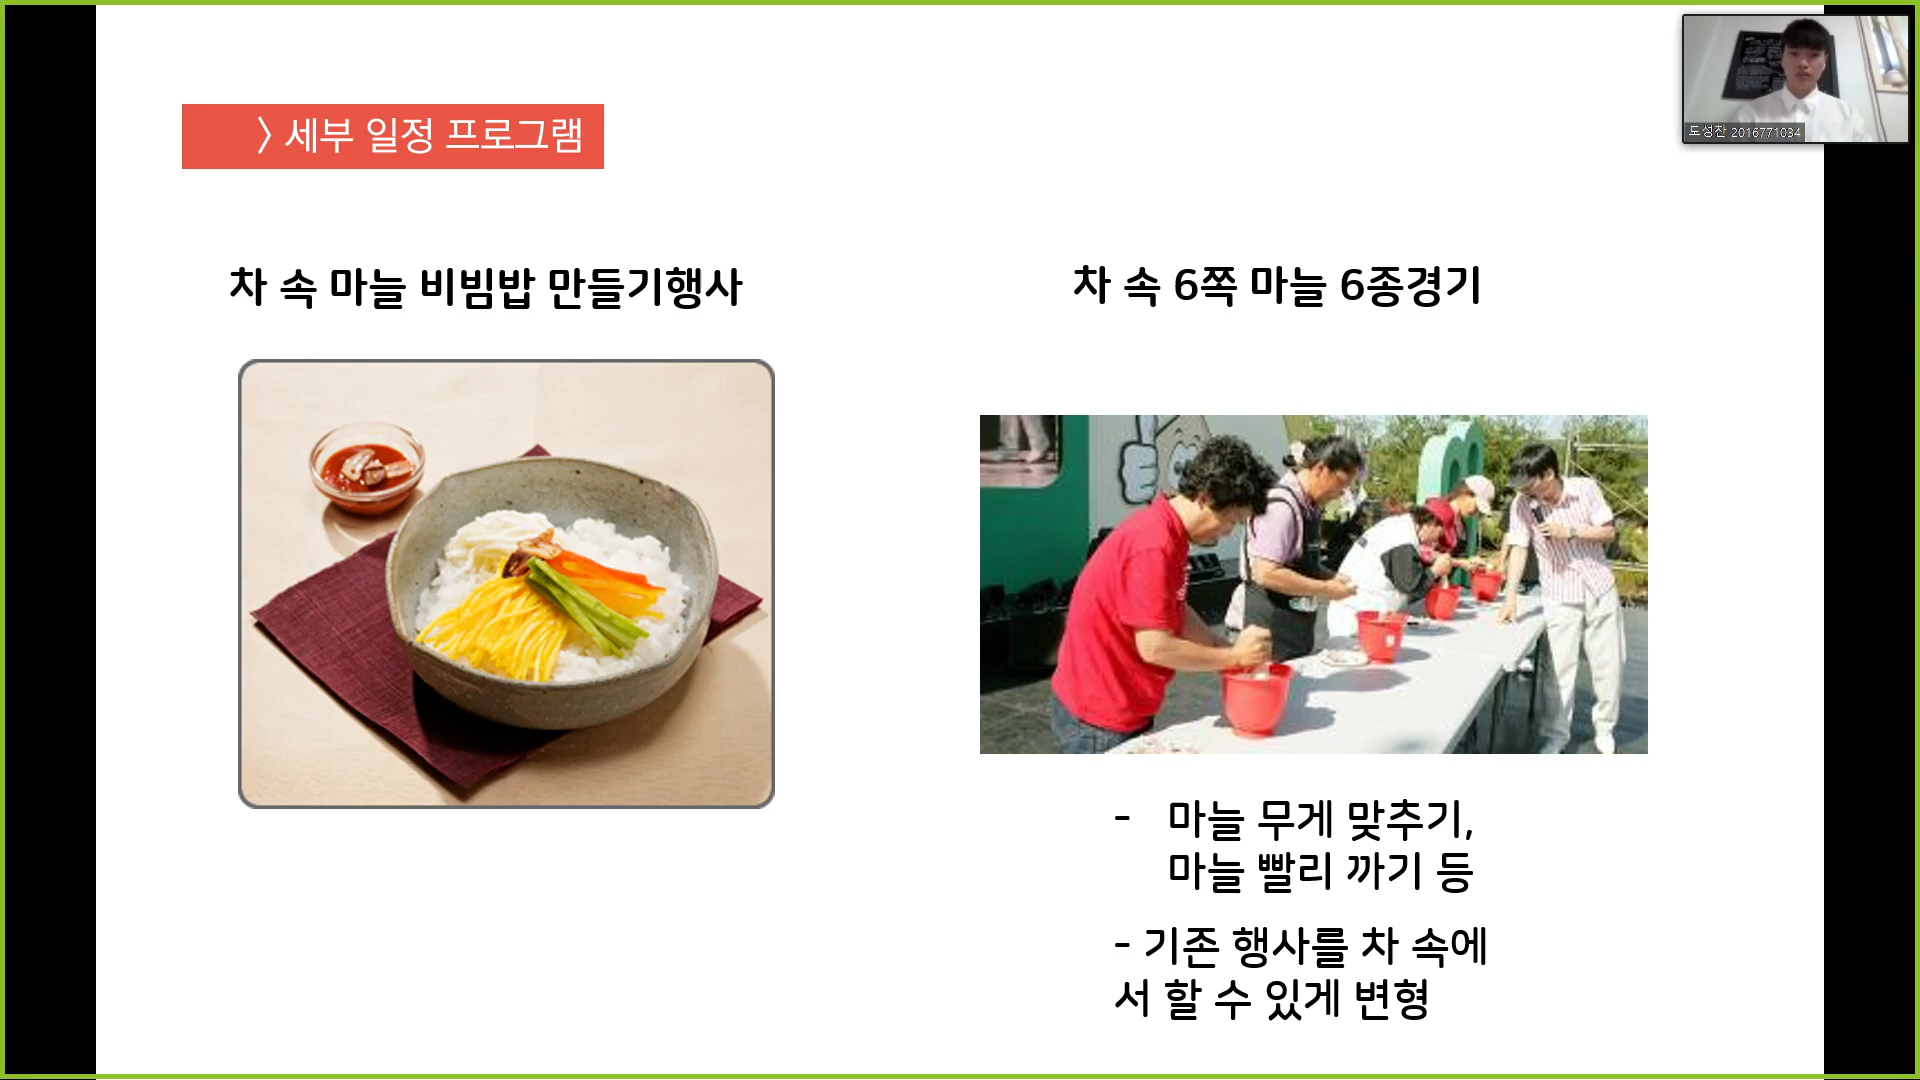 > 세부 일정 프로그램
도성찬 2016771034
차 속 마늘 비빔밥 만들기행사
차 속 6쪽 마늘 6종경기
- 마늘 무게 맞추기,
마늘 빨리 까기 등
- 기존 행사를 차 속에
서 할 수 있게 변형